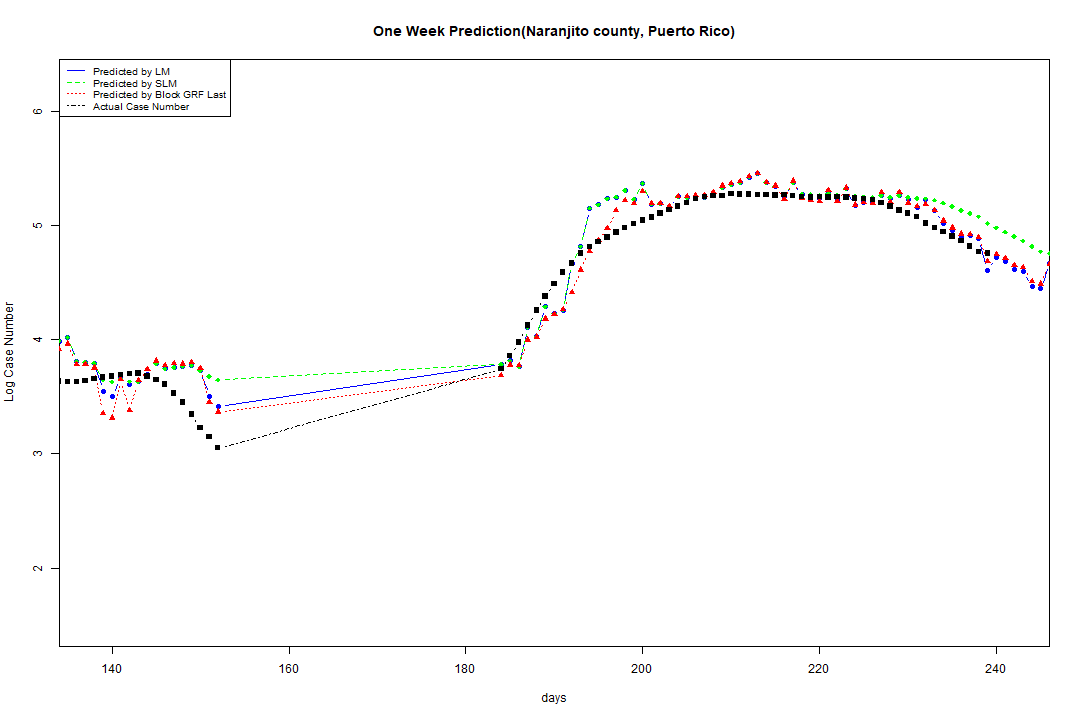 One Week Prediction(Naranjito county, Puerto Rico)
Predicted by LM
Predicted by SLM
Predicted by Block GRF Last
Actual Case Number
6
5
4
3
2
Log Case Number
140 160 180 200 220 240
days